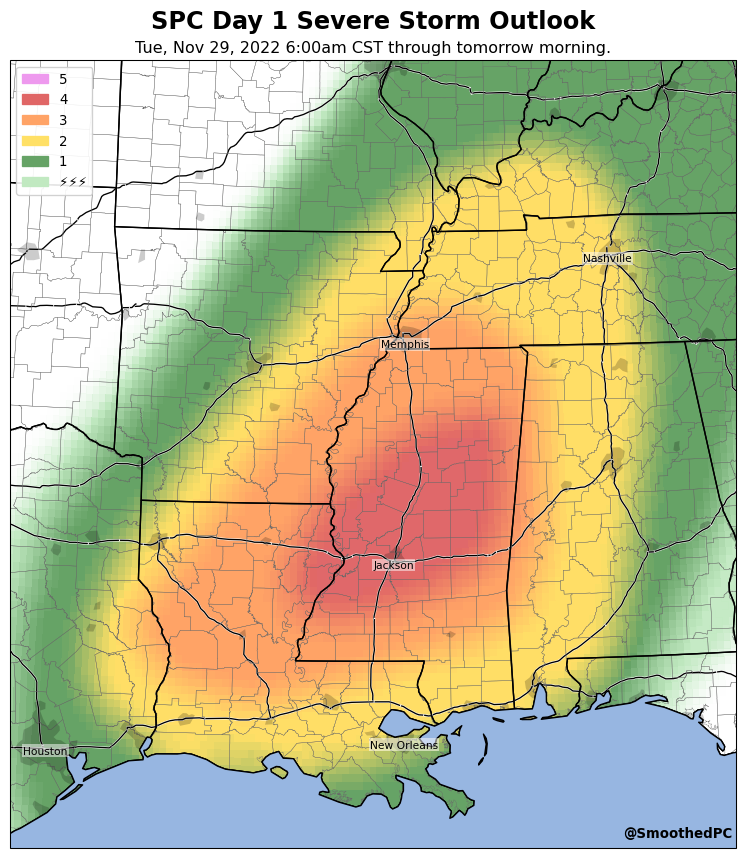 SPC Day 1 Severe Storm Outlook
Tue, Nov 29, 2022 6:00am CST through tomorrow morning.
5
4
3
2
1
⚡⚡⚡
Nashville
Memphis
Jackson
New Orleans
Houston
@SmoothedPC